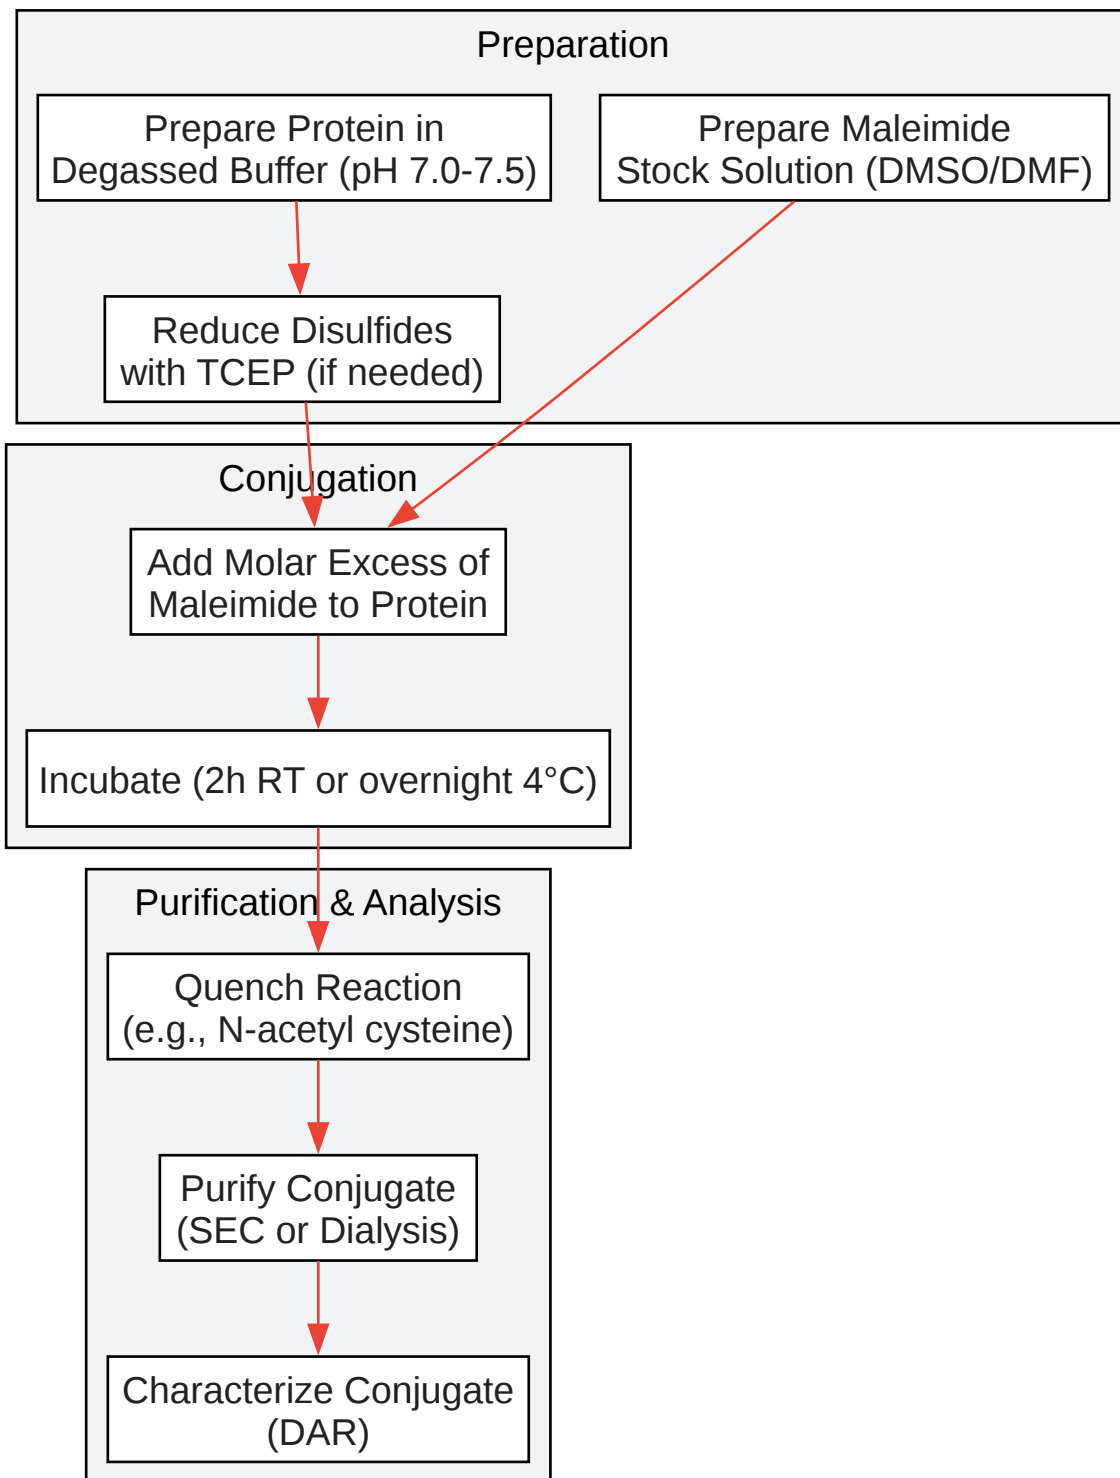 Preparation
Prepare Protein in
Degassed Buffer (pH 7.0-7.5)
Prepare Maleimide
Stock Solution (DMSO/DMF)
Reduce Disulfides
with TCEP (if needed)
Conjugation
Add Molar Excess of
Maleimide to Protein
Incubate (2h RT or overnight 4°C)
Purification & Analysis
Quench Reaction
(e.g., N-acetyl cysteine)
Purify Conjugate
(SEC or Dialysis)
Characterize Conjugate
(DAR)